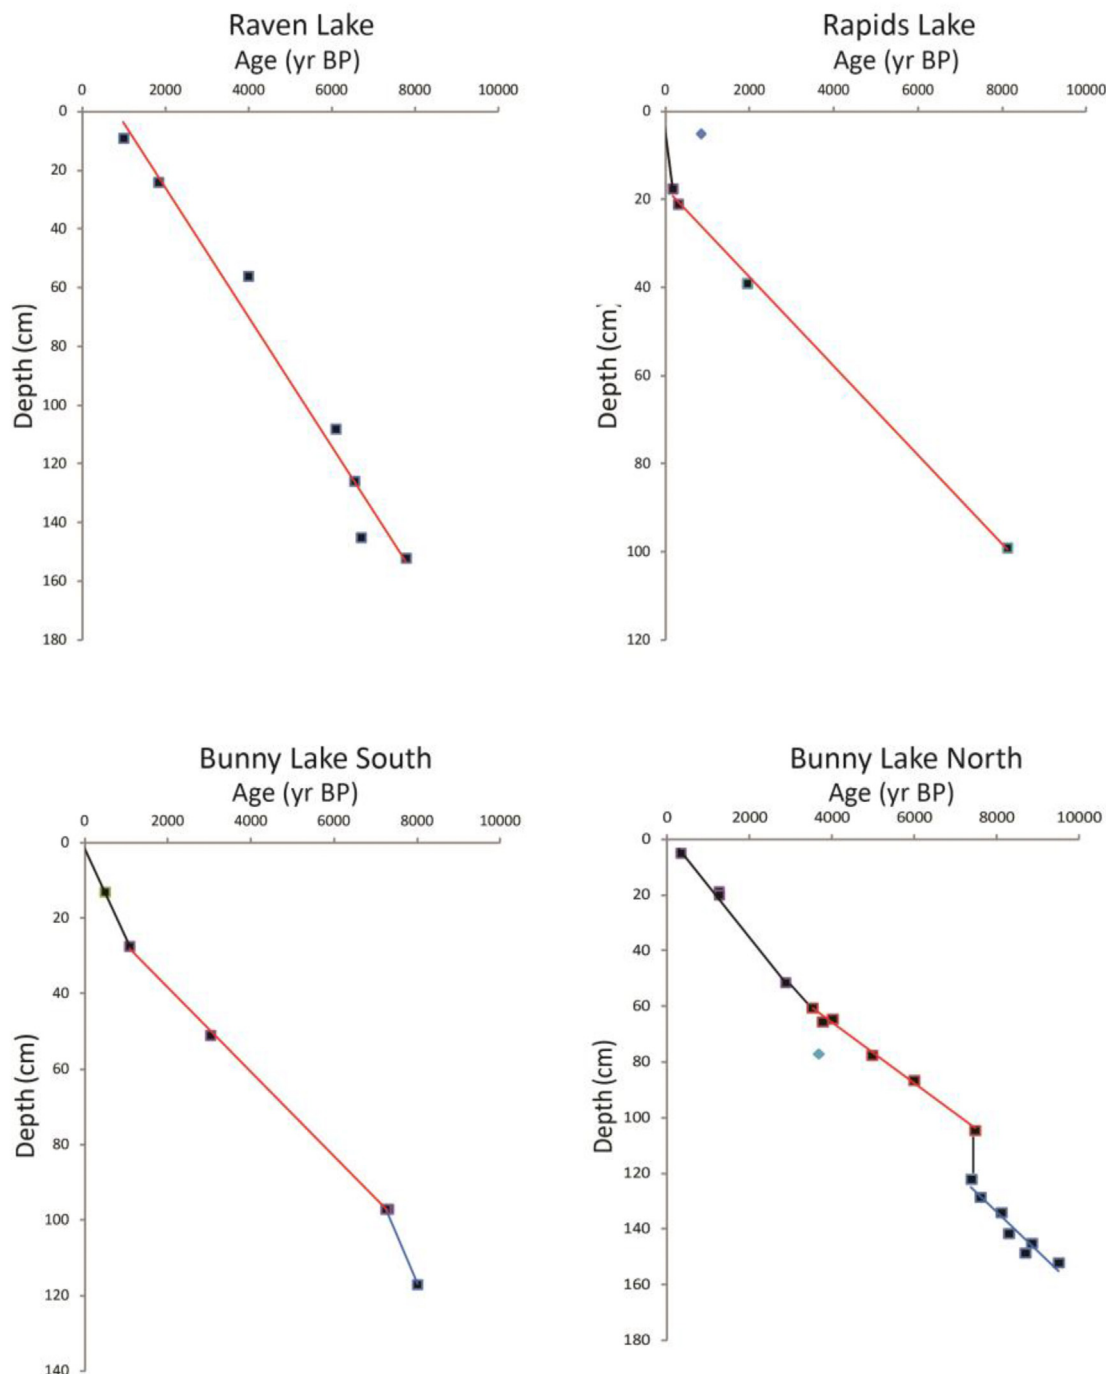 Raven Lake
Age (yr BP)
0 2000 4000 6000 8000 10000
0
20
40
60
80
100
120
140
160
180
Depth (cm)
Rapids Lake
Age (yr BP)
0 2000 4000 6000 8000 10000
0
20
40
60
80
100
120
Depth (cm)
Bunny Lake South
Age (yr BP)
0 2000 4000 6000 8000 10000
0
20
40
60
80
100
120
140
Depth (cm)
Bunny Lake North
Age (yr BP)
0 2000 4000 6000 8000 10000
0
20
40
60
80
100
120
140
160
180
Depth (cm)